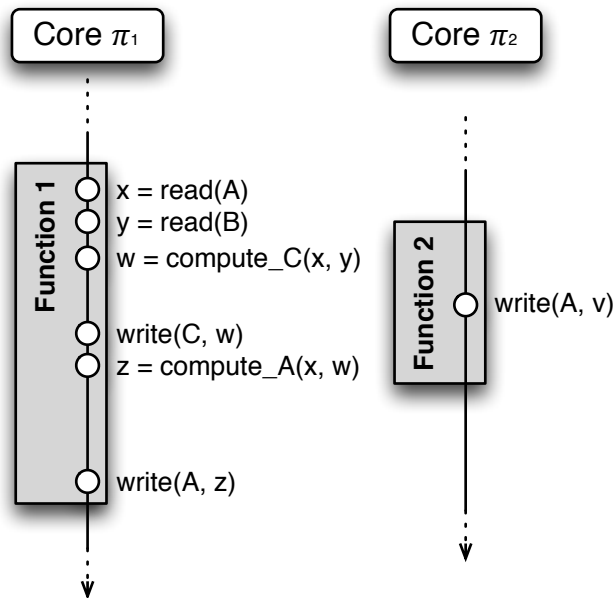 Core π1
Core π2
Function 1
x = read(A)
y = read(B)
w = compute_C(x, y)
write(C, w)
z = compute_A(x, w)
write(A, z)
Function 2
write(A, v)